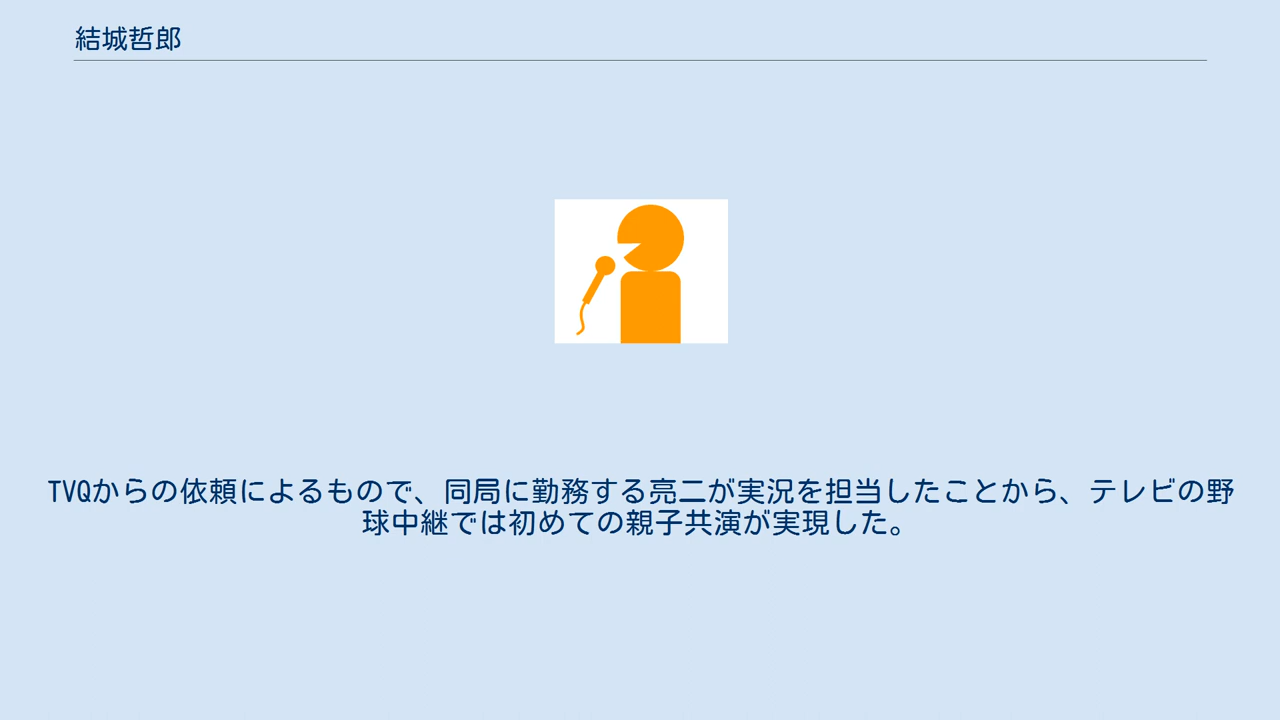 結城哲郎
TVQからの依頼によるもので、同局に勤務する亮二が実況を担当したことから、テレビの野
球中継では初めての親子共演が実現した。